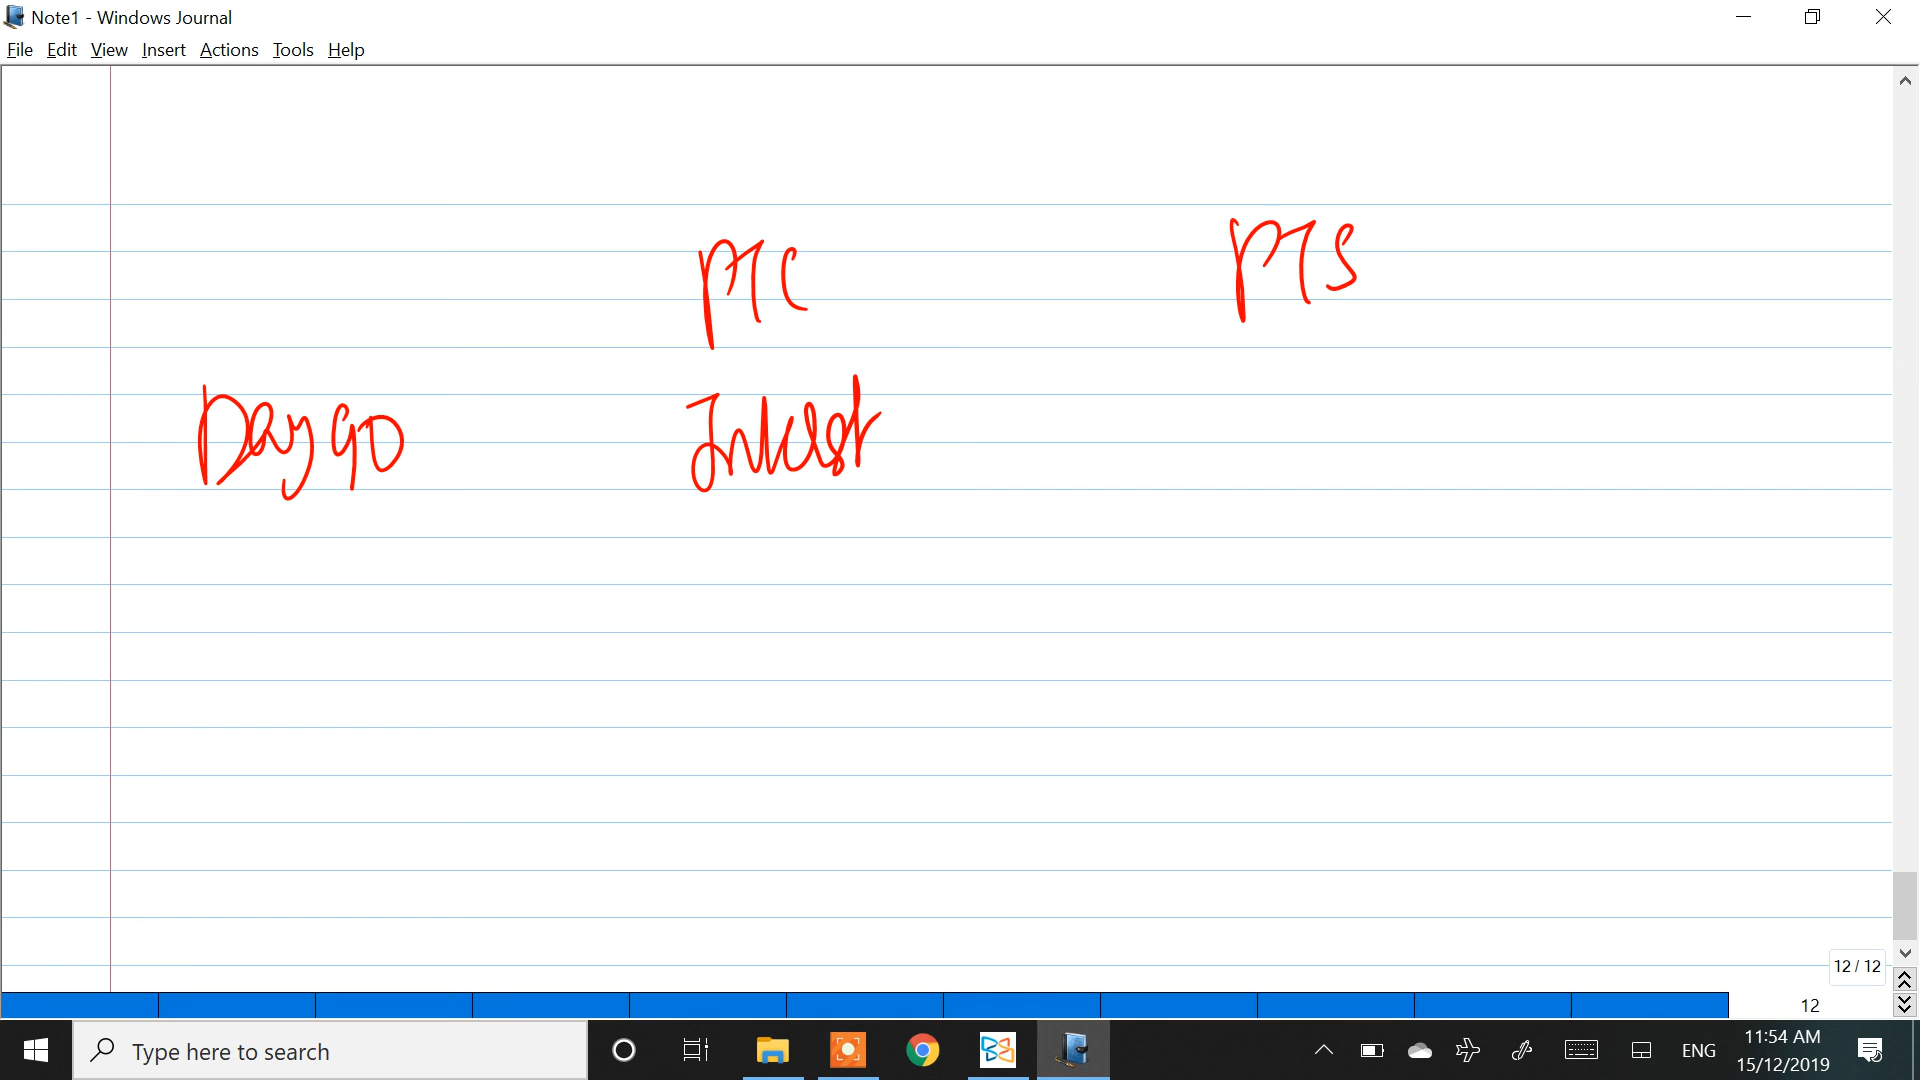 Note1 - Windows Journal
File Edit View Insert Actions Tools Help
PTC PTS
Day 90 Interest
12 / 12
12
Type here to search
ENG
11:54 AM
15/12/2019